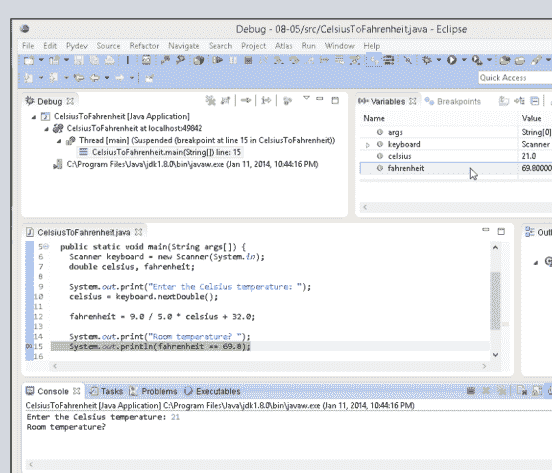 Debug - 08-05/src/CelsiusToFahrenheit.java - Eclipse
File Edit Pydev Source Refactor Navigate Search Project Atlas Run Window Help
Quick Access
Debug
CelsiusToFahrenheit [Java Application]
CelsiusToFahrenheit at localhost:49842
Thread [main] (Suspended (breakpoint at line 15 in CelsiusToFahrenheit))
CelsiusToFahrenheit.main(String[]) line: 15
C:\Program Files\Java\jdk1.8.0\bin\javaw.exe (Jan 11, 2014, 10:44:16 PM)
Variables Breakpoints
Name Value
args String[0]
keyboard Scanner
celsius 21.0
fahrenheit 69.80000
CelsiusToFahrenheit.java
5 public static void main(String args[]) {
6 Scanner keyboard = new Scanner(System.in);
7 double celsius, fahrenheit;
8
9 System.out.print("Enter the Celsius temperature: ");
10 celsius = keyboard.nextDouble();
11
12 fahrenheit = 9.0 / 5.0 * celsius + 32.0;
13
14 System.out.print("Room temperature? ");
15 System.out.println(fahrenheit == 69.8);
16
Outl
Console Tasks Problems Executables
CelsiusToFahrenheit [Java Application] C:\Program Files\Java\jdk1.8.0\bin\javaw.exe (Jan 11, 2014, 10:44:16 PM)
Enter the Celsius temperature: 21
Room temperature?